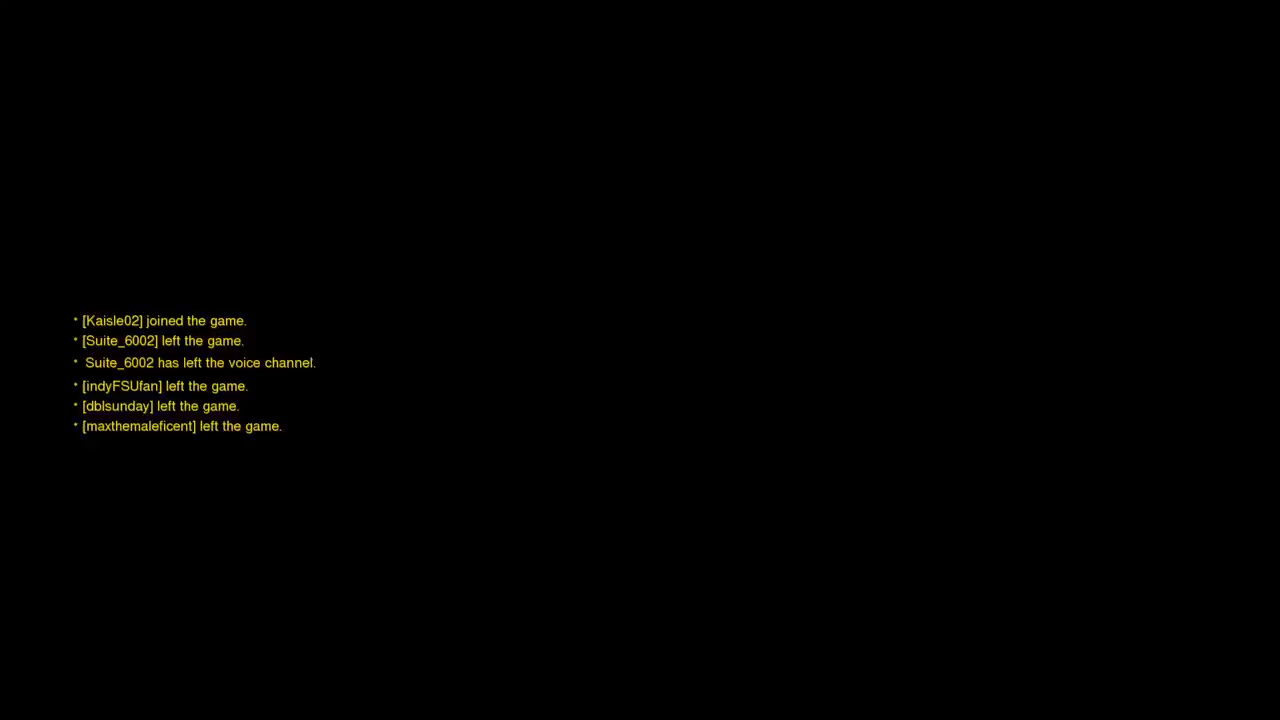 * [Kaisle02] joined the game.
* [Suite_6002] left the game.
* Suite_6002 has left the voice channel.
* [indyFSUfan] left the game.
* [dblsunday] left the game.
* [maxthemaleficent] left the game.